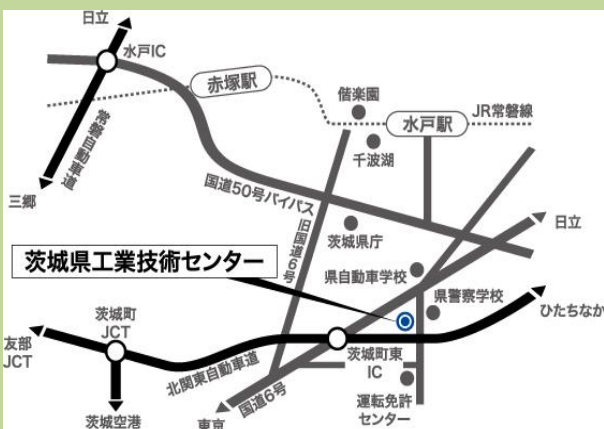 日立
水戸IC
赤塚駅
偕楽園
水戸駅
JR常磐線
千波湖
常磐自動車道
三郷
国道50号バイパス
旧国道6号
茨城県庁
日立
茨城県工業技術センター
県自動車学校
県警察学校
ひたちなか
茨城町
JCT
友部
JCT
北関東自動車道
茨城町東
IC
国道6号
運転免許
センター
茨城空港
東京